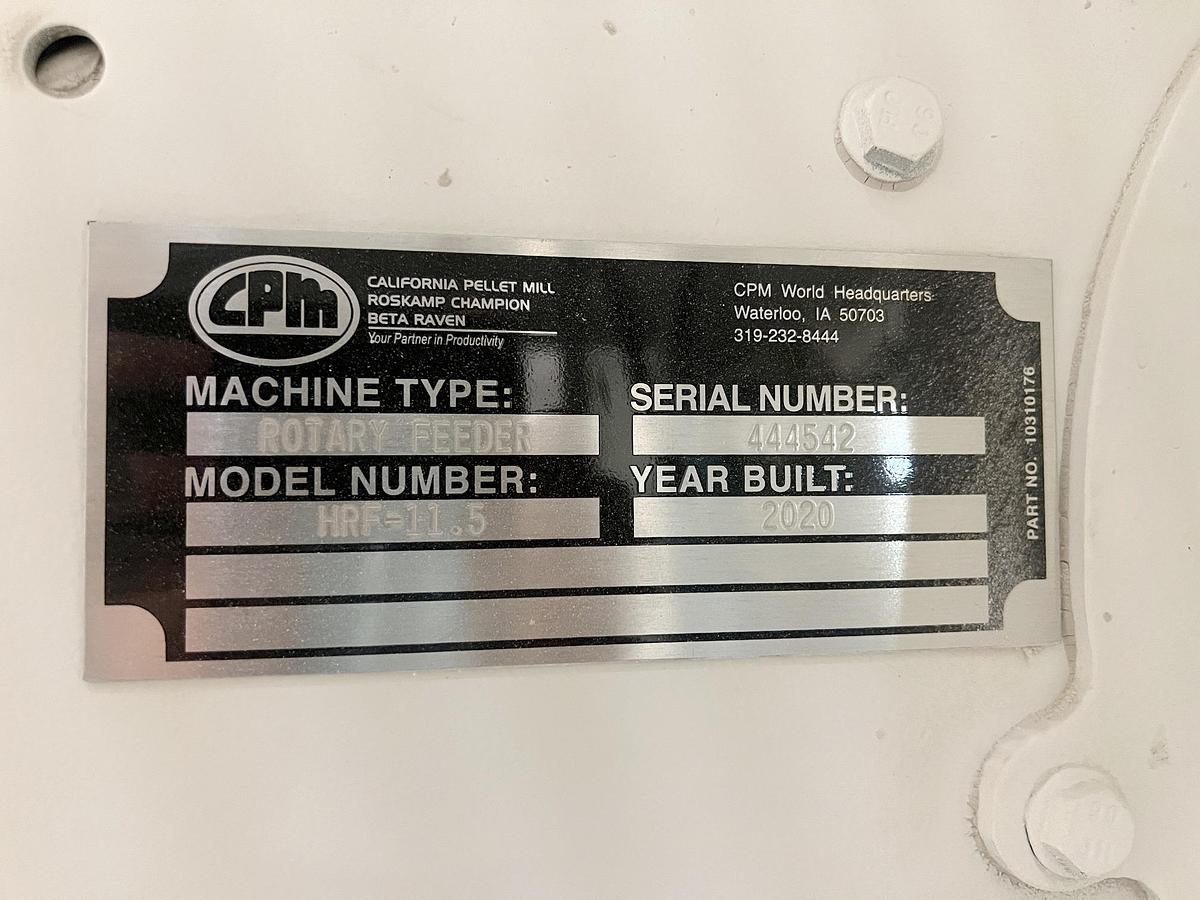 CPM
CALIFORNIA PELLET MILL
ROSKAMP CHAMPION
BETA RAVEN
Your Partner in Productivity
CPM World Headquarters
Waterloo, IA 50703
319-232-8444
MACHINE TYPE:
ROTARY FEEDER
SERIAL NUMBER:
444542
MODEL NUMBER:
HRF-11.5
YEAR BUILT:
2020
PART NO. 10310176